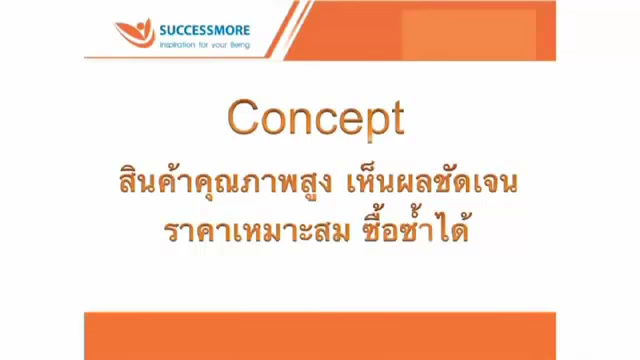 SUCCESSMORE
Inspiration for your Being
Concept
สินค้าคุณภาพสูง เห็นผลชัดเจน
ราคาเหมาะสม ซื้อซ้ำได้